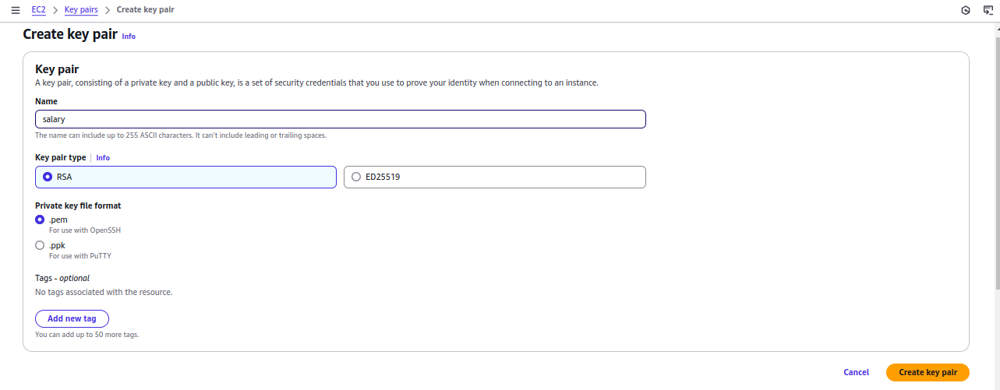 EC2 > Key pairs > Create key pair
Create key pair Info
Key pair
A key pair, consisting of a private key and a public key, is a set of security credentials that you use to prove your identity when connecting to an instance.
Name
salary
The name can include up to 255 ASCII characters. It can't include leading or trailing spaces.
Key pair type Info
RSA ED25519
Private key file format
.pem
For use with OpenSSH
.ppk
For use with PuTTY
Tags - optional
No tags associated with the resource.
Add new tag
You can add up to 50 more tags.
Cancel Create key pair